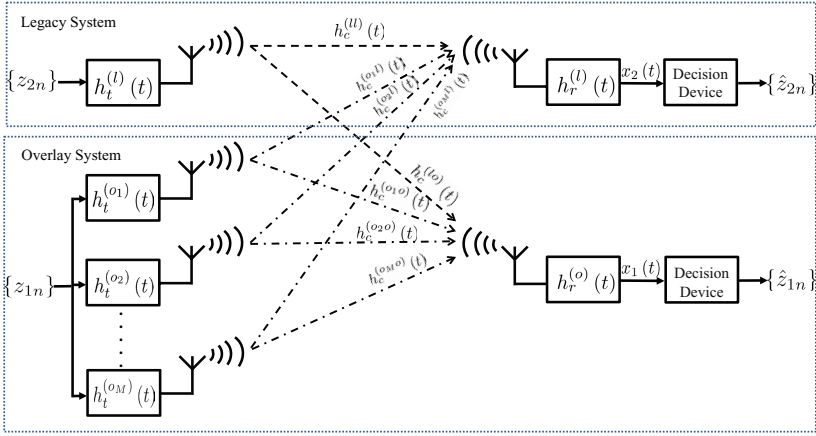 Legacy System
{z_{2n}}
h_t^{(l)}(t)
h_c^{(ll)}(t)
h_c^{(o_1l)}(t)
h_c^{(o_2l)}(t)
h_c^{(o_Ml)}(t)
h_r^{(l)}(t)
x_2(t)
Decision
Device
{ẑ_{2n}}
Overlay System
{z_{1n}}
h_t^{(o_1)}(t)
h_t^{(o_2)}(t)
h_t^{(o_M)}(t)
h_c^{(lo)}(t)
h_c^{(o_1o)}(t)
h_c^{(o_2o)}(t)
h_c^{(o_Mo)}(t)
h_r^{(o)}(t)
x_1(t)
Decision
Device
{ẑ_{1n}}